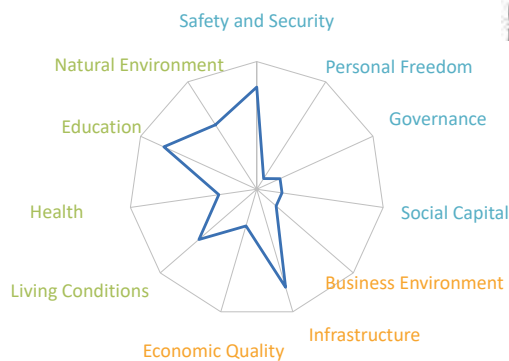 Safety and Security
Natural Environment
Personal Freedom
Education
Governance
Health
Social Capital
Living Conditions
Business Environment
Infrastructure
Economic Quality